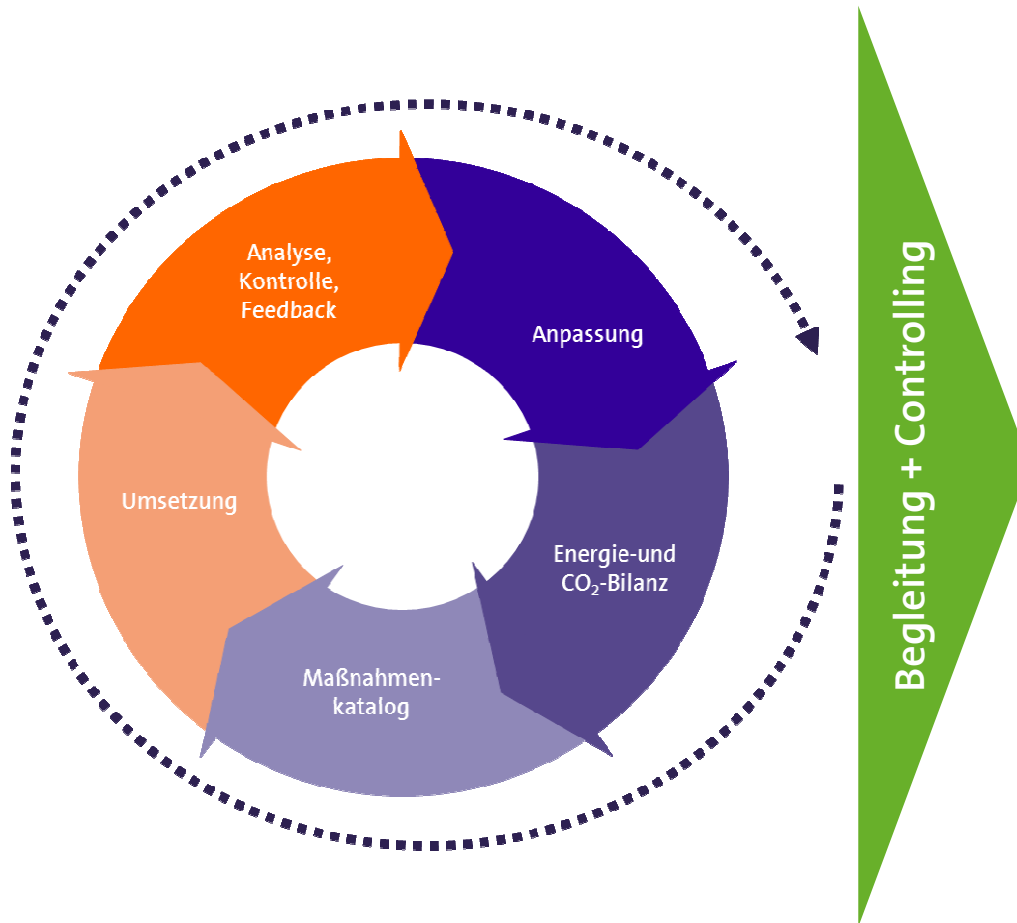 Analyse,
Kontrolle,
Feedback
Anpassung
Energie-und
CO₂-Bilanz
Maßnahmen-
katalog
Umsetzung
Begleitung + Controlling